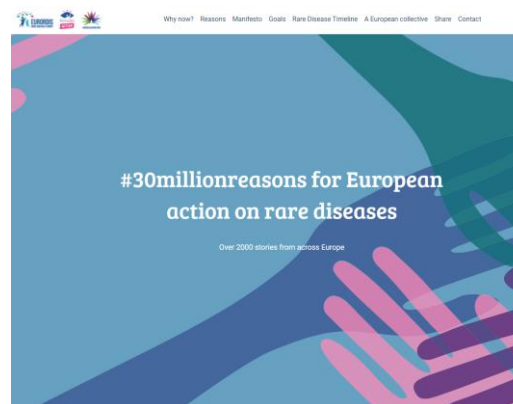 EURORDIS
Why now? Reasons Manifesto Goals Rare Disease Timeline A European collective Share Contact
#30millionreasons for European
action on rare diseases
Over 2000 stories from across Europe